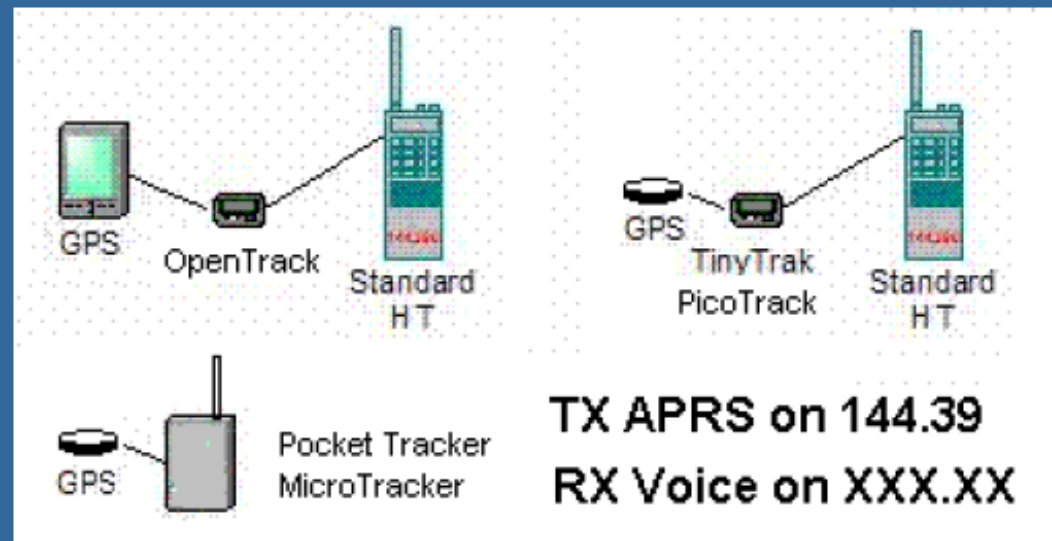 GPS
OpenTrack
Standard
HT
GPS
TinyTrak
PicoTrack
Standard
HT
GPS
Pocket Tracker
MicroTracker
TX APRS on 144.39
RX Voice on XXX.XX